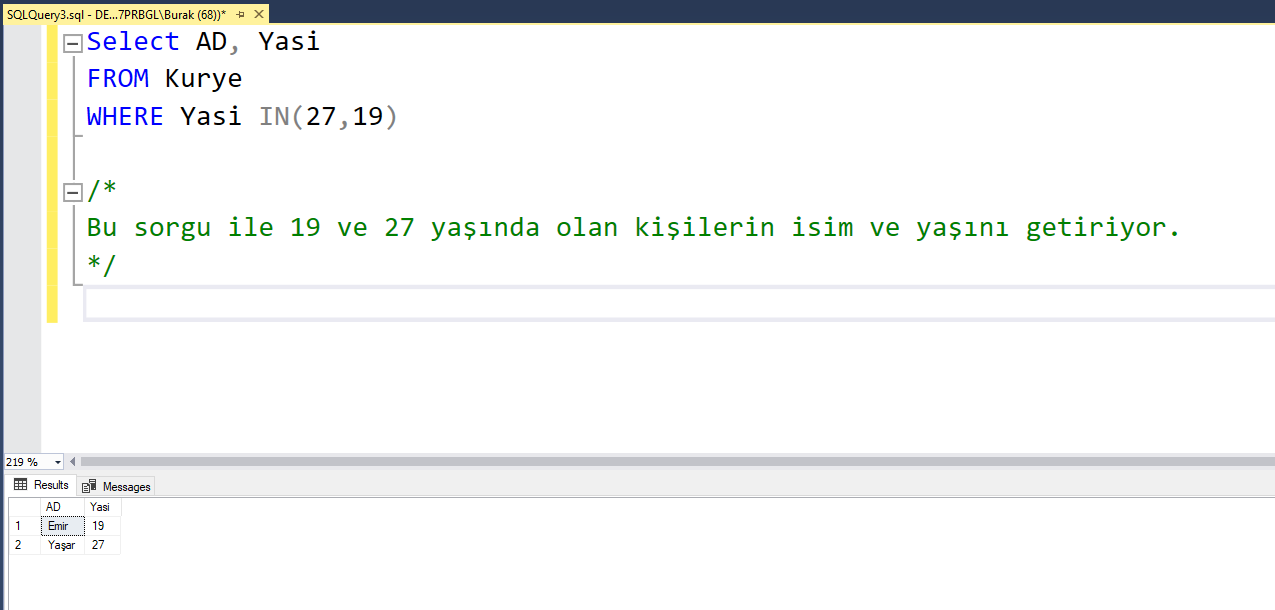 SQLQuery3.sql - DE...7PRBGL\Burak (68))*
Select AD, Yasi
FROM Kurye
WHERE Yasi IN(27,19)
/*
Bu sorgu ile 19 ve 27 yaşında olan kişilerin isim ve yaşını getiriyor.
*/
219 %
Results Messages
AD Yasi
1 Emir 19
2 Yaşar 27